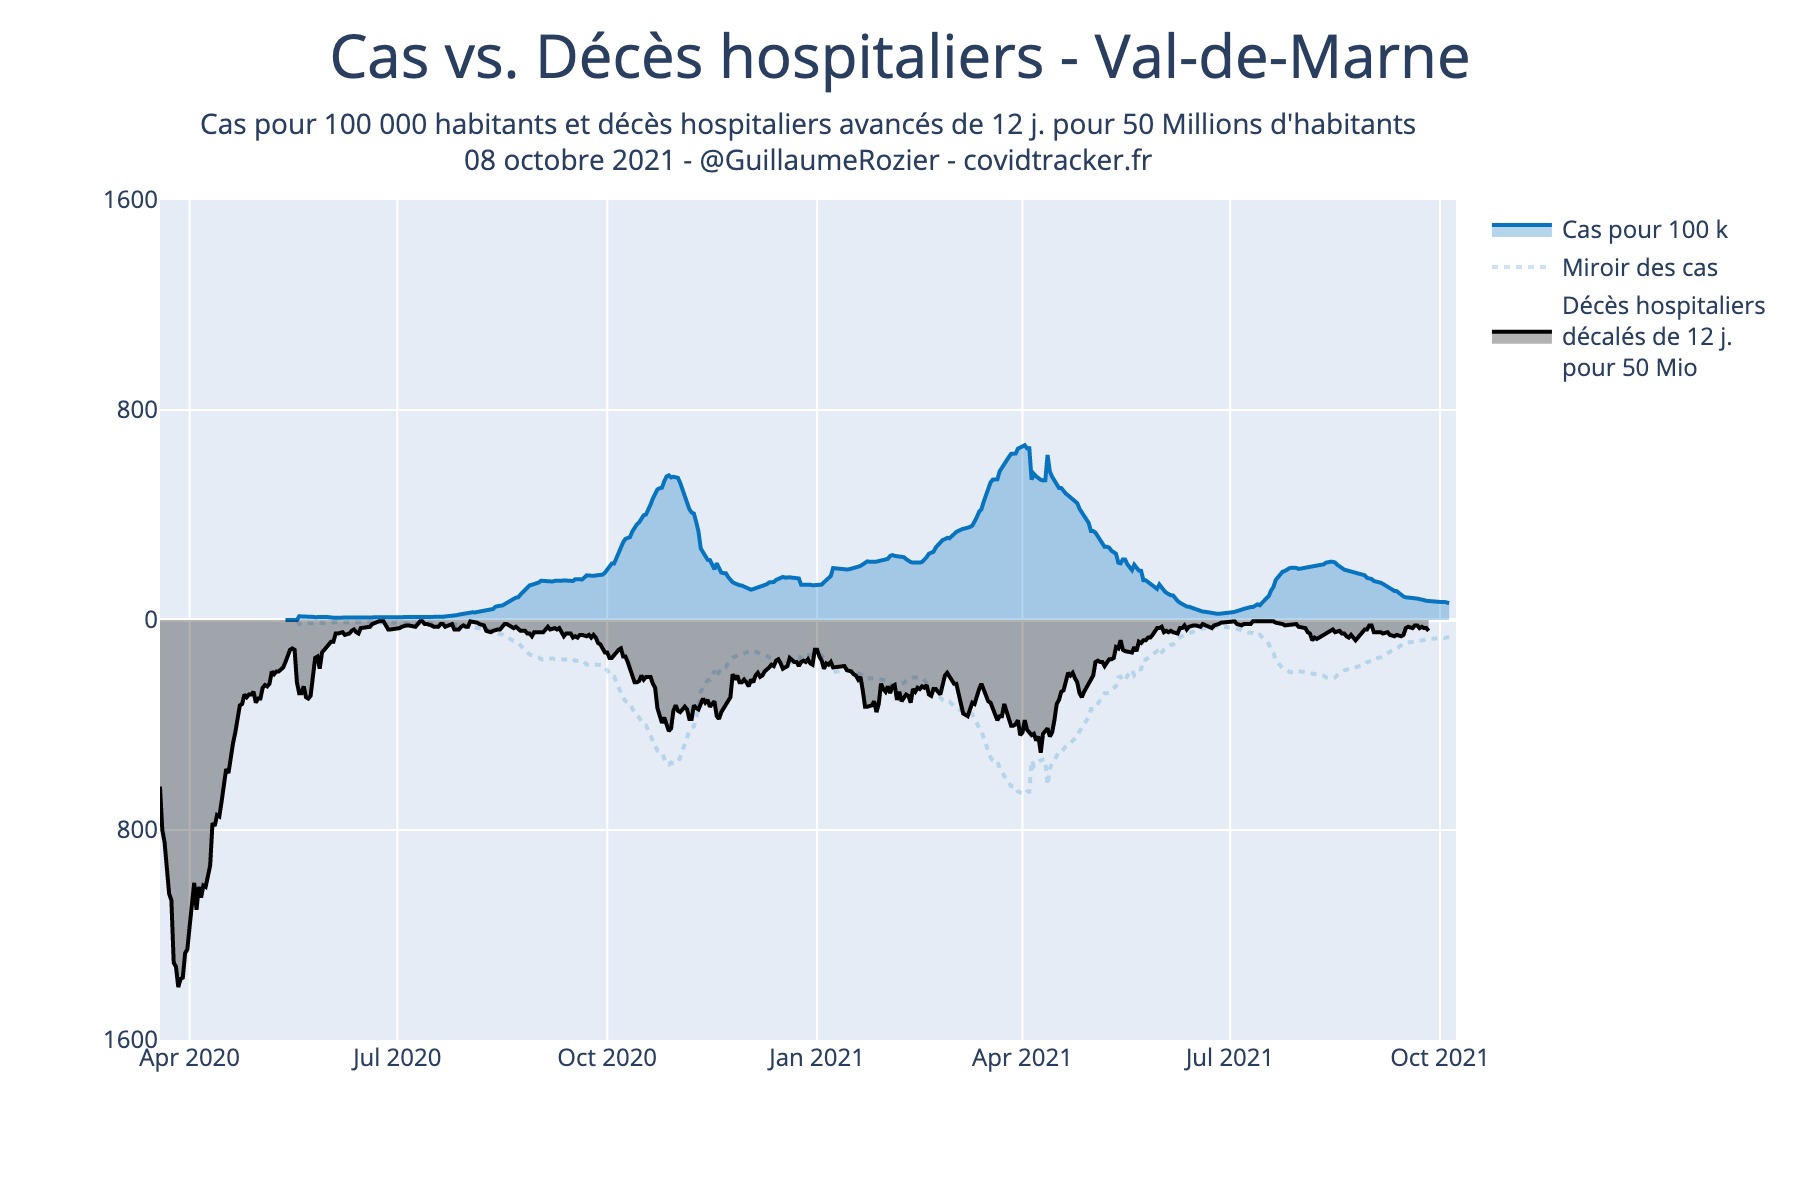 Cas vs. Décès hospitaliers - Val-de-Marne
Cas pour 100 000 habitants et décès hospitaliers avancés de 12 j. pour 50 Millions d'habitants
08 octobre 2021 - @GuillaumeRozier - covidtracker.fr
1600
800
0
800
1600
Apr 2020
Jul 2020
Oct 2020
Jan 2021
Apr 2021
Jul 2021
Oct 2021
Cas pour 100 k
Miroir des cas
Décès hospitaliers
décalés de 12 j.
pour 50 Mio